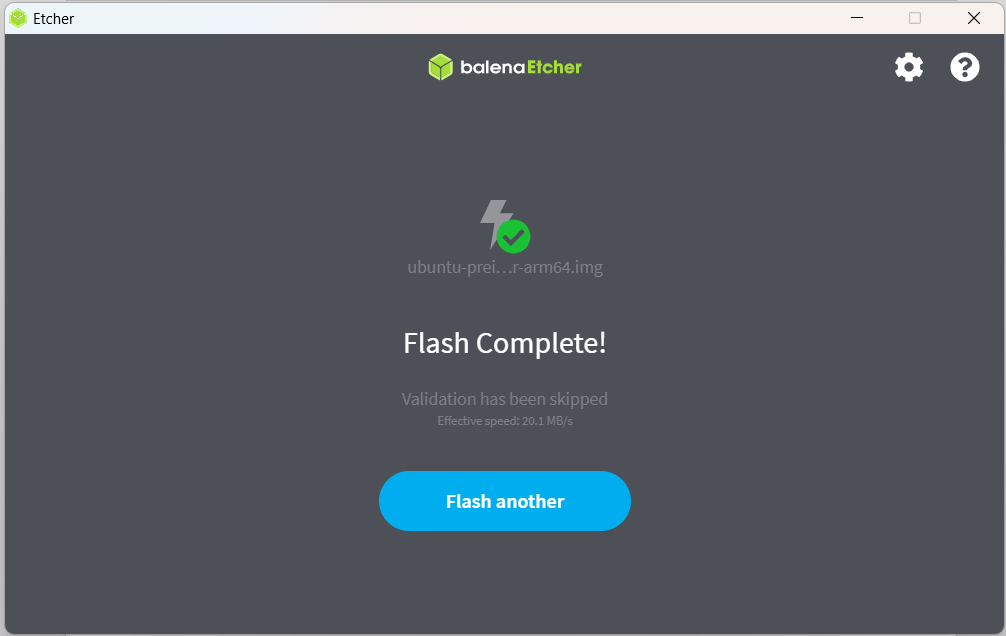 Etcher
balenaEtcher
ubuntu-prei...r-arm64.img
Flash Complete!
Validation has been skipped
Effective speed: 20.1 MB/s
Flash another